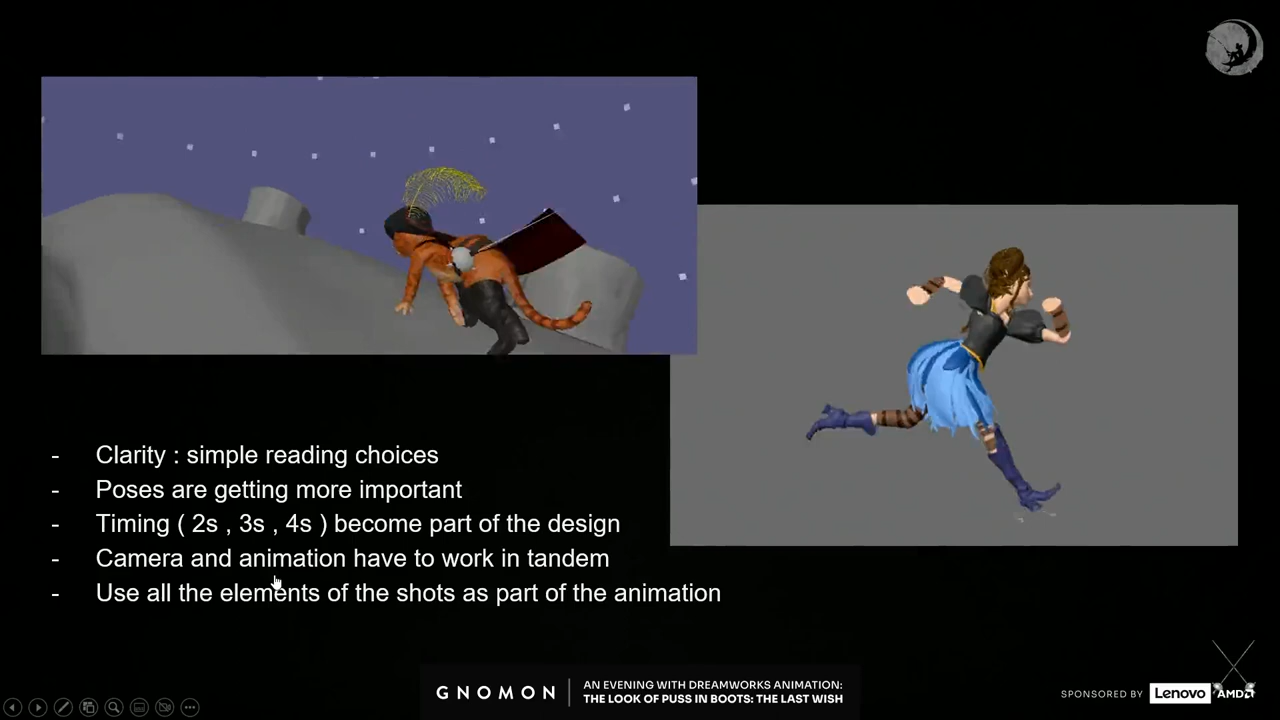 - Clarity : simple reading choices
- Poses are getting more important
- Timing ( 2s , 3s , 4s ) become part of the design
- Camera and animation have to work in tandem
- Use all the elements of the shots as part of the animation
GNOMON
AN EVENING WITH DREAMWORKS ANIMATION:
THE LOOK OF PUSS IN BOOTS: THE LAST WISH
SPONSORED BY Lenovo AMD